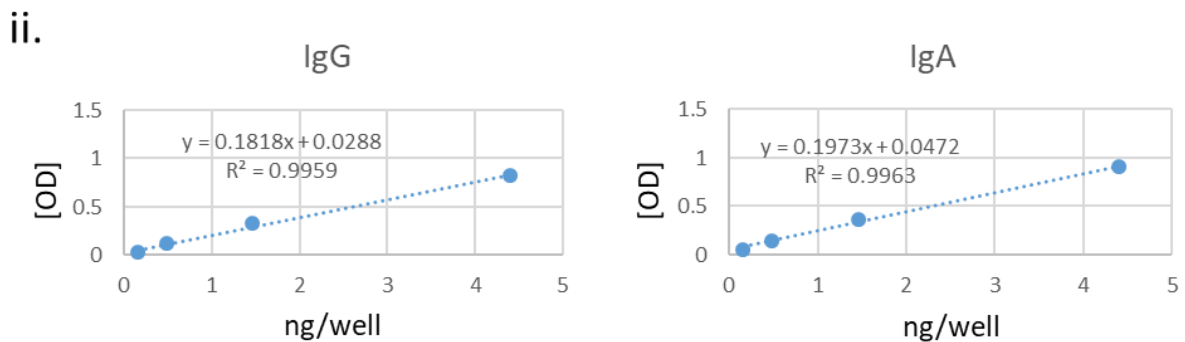 ii.
IgG
1.5
y = 0.1818x + 0.0288
1
R² = 0.9959
[OD]
0.5
0
0 1 2 3 4 5
ng/well
IgA
1.5
y = 0.1973x + 0.0472
1
R² = 0.9963
[OD]
0.5
0
0 1 2 3 4 5
ng/well